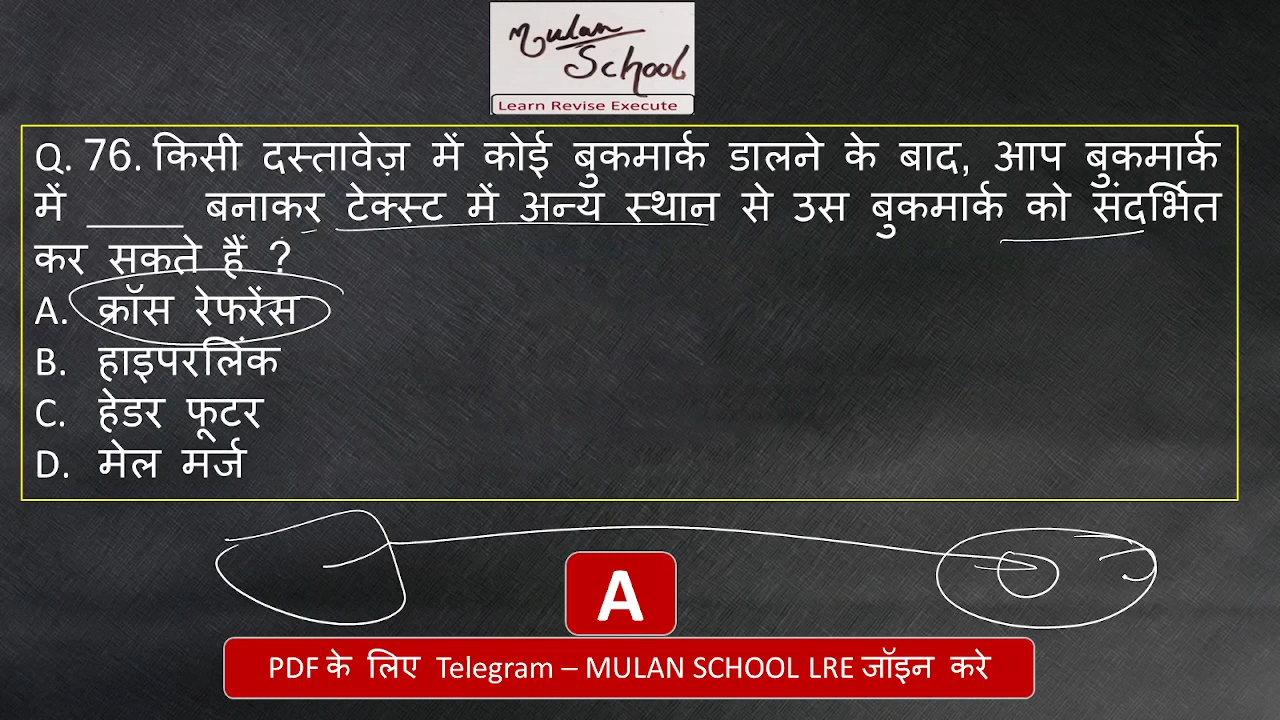 Mulan
School
Learn Revise Execute
Q. 76. किसी दस्तावेज़ में कोई बुकमार्क डालने के बाद, आप बुकमार्क
में _____ बनाकर टेक्स्ट में अन्य स्थान से उस बुकमार्क को संदर्भित
कर सकते हैं ?
A. क्रॉस रेफरेंस
B. हाइपरलिंक
C. हेडर फूटर
D. मेल मर्ज
A
PDF के लिए Telegram – MULAN SCHOOL LRE जॉइन करे